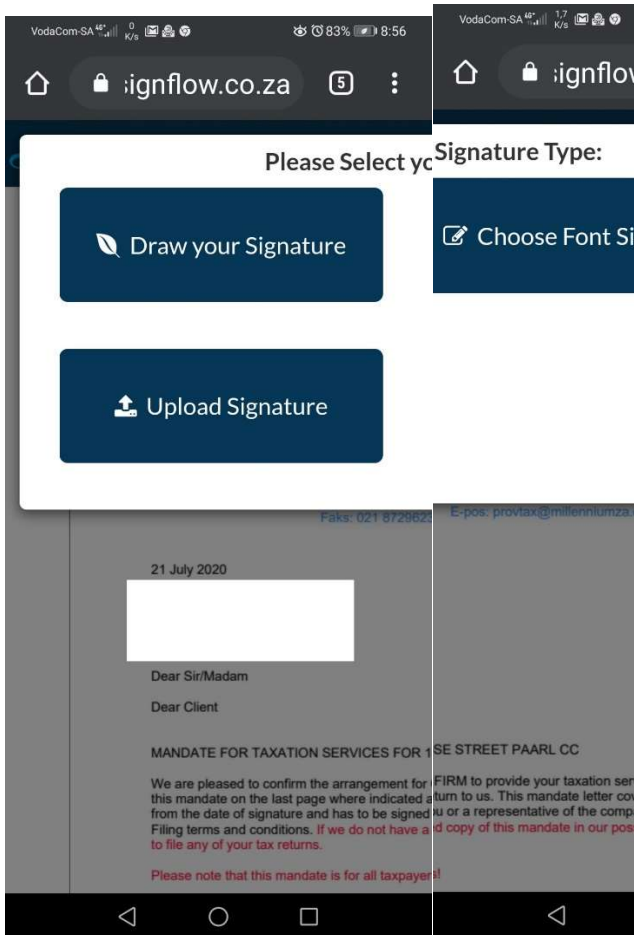 VodaCom-SA 0 K/s 83% 8:56
signflow.co.za 5
Please Select yo
Draw your Signature
Upload Signature
Faks: 021 8729623
21 July 2020
Dear Sir/Madam
Dear Client
MANDATE FOR TAXATION SERVICES FOR 1
We are pleased to confirm the arrangement for
this mandate on the last page where indicated a
from the date of signature and has to be signed
Filing terms and conditions. If we do not have a
to file any of your tax returns.
Please note that this mandate is for all taxpayer
VodaCom-SA 1,7 K/s
signflow
Signature Type:
Choose Font Si
E-pos: provtax@millenniumza.
SE STREET PAARL CC
FIRM to provide your taxation ser
turn to us. This mandate letter cov
u or a representative of the comp
d copy of this mandate in our pos
s!